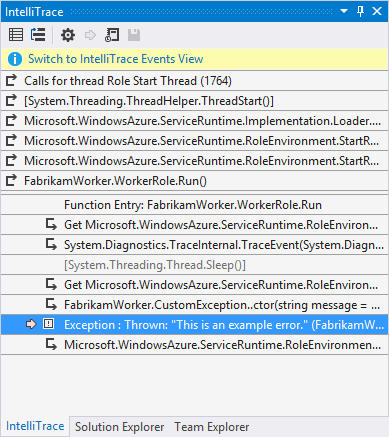 IntelliTrace
Switch to IntelliTrace Events View
Calls for thread Role Start Thread (1764)
[System.Threading.ThreadHelper.ThreadStart()]
Microsoft.WindowsAzure.ServiceRuntime.Implementation.Loader....
Microsoft.WindowsAzure.ServiceRuntime.RoleEnvironment.StartR...
Microsoft.WindowsAzure.ServiceRuntime.RoleEnvironment.StartR...
FabrikamWorker.WorkerRole.Run()
Function Entry: FabrikamWorker.WorkerRole.Run
Get Microsoft.WindowsAzure.ServiceRuntime.RoleEnviron...
System.Diagnostics.TraceInternal.TraceEvent(System.Diagn...
[System.Threading.Thread.Sleep()]
Get Microsoft.WindowsAzure.ServiceRuntime.RoleEnviron...
FabrikamWorker.CustomException..ctor(string message = ...
Exception : Thrown: "This is an example error." (FabrikamW...
Microsoft.WindowsAzure.ServiceRuntime.RoleEnvironmen...
IntelliTrace Solution Explorer Team Explorer